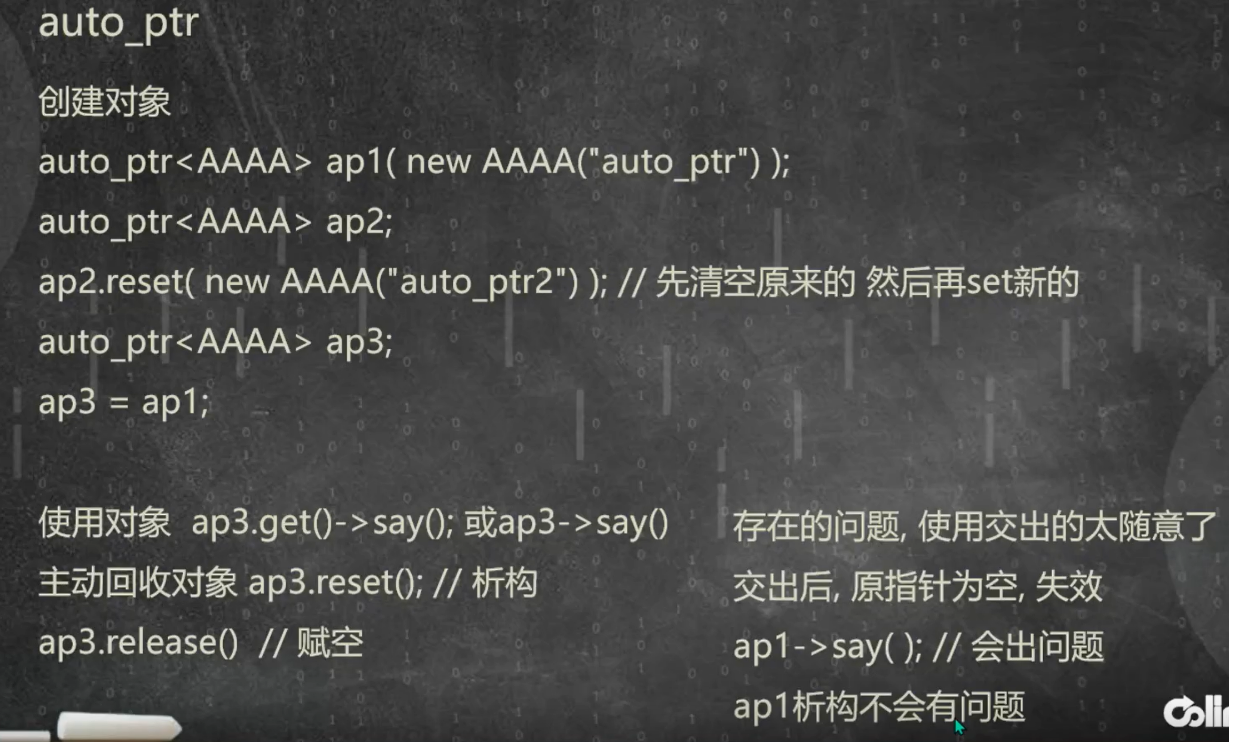 auto_ptr
创建对象
auto_ptr<AAAA> ap1( new AAAA("auto_ptr") );
auto_ptr<AAAA> ap2;
ap2.reset( new AAAA("auto_ptr2") ); // 先清空原来的 然后再set新的
auto_ptr<AAAA> ap3;
ap3 = ap1;
使用对象 ap3.get()->say(); 或ap3->say()
主动回收对象 ap3.reset(); // 析构
ap3.release() // 赋空
存在的问题, 使用交出的太随意了
交出后, 原指针为空, 失效
ap1->say( ); // 会出问题
ap1析构不会有问题